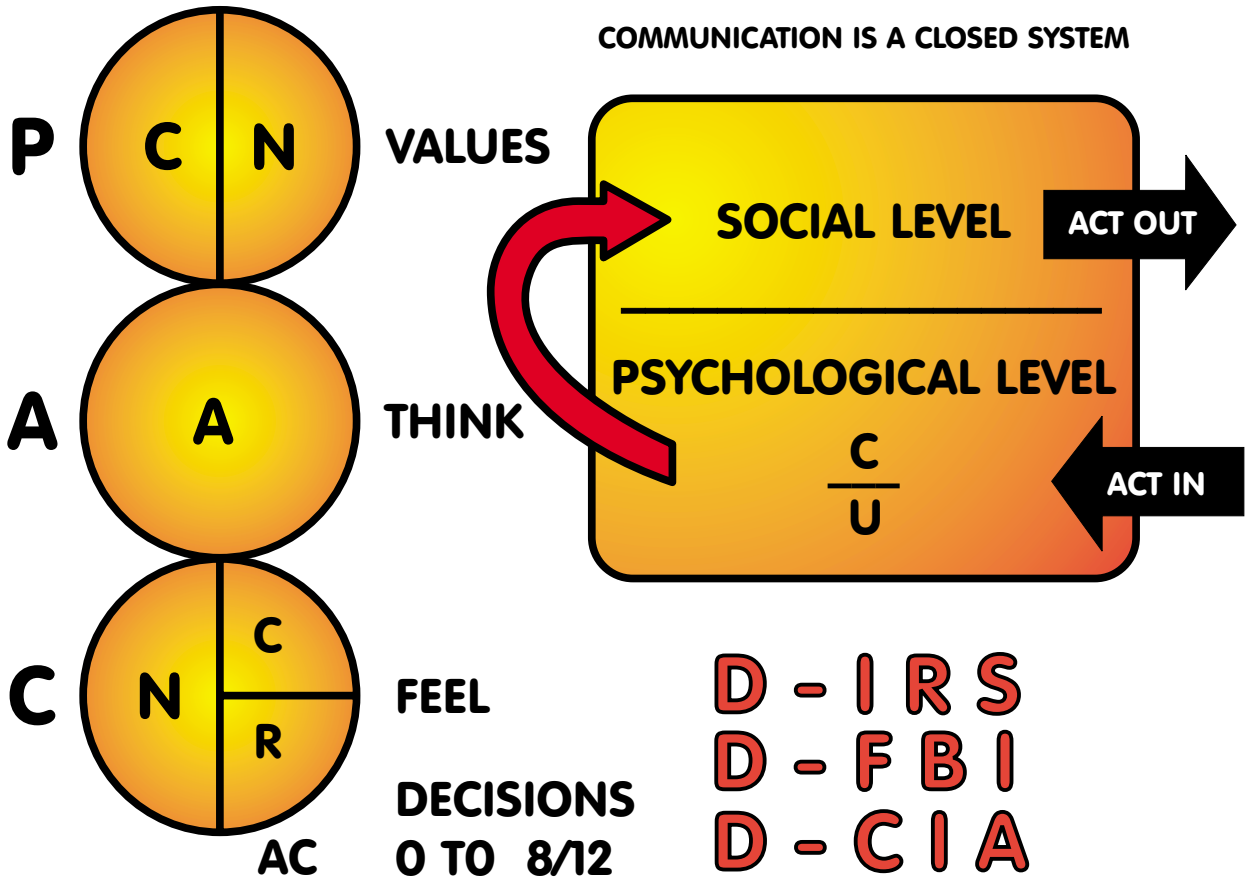 COMMUNICATION IS A CLOSED SYSTEM
P
C N
VALUES
A
A
THINK
C
N
C
R
FEEL
AC
DECISIONS
0 TO 8/12
SOCIAL LEVEL
ACT OUT
PSYCHOLOGICAL LEVEL
C
U
ACT IN
D - I R S
D - F B I
D - C I A